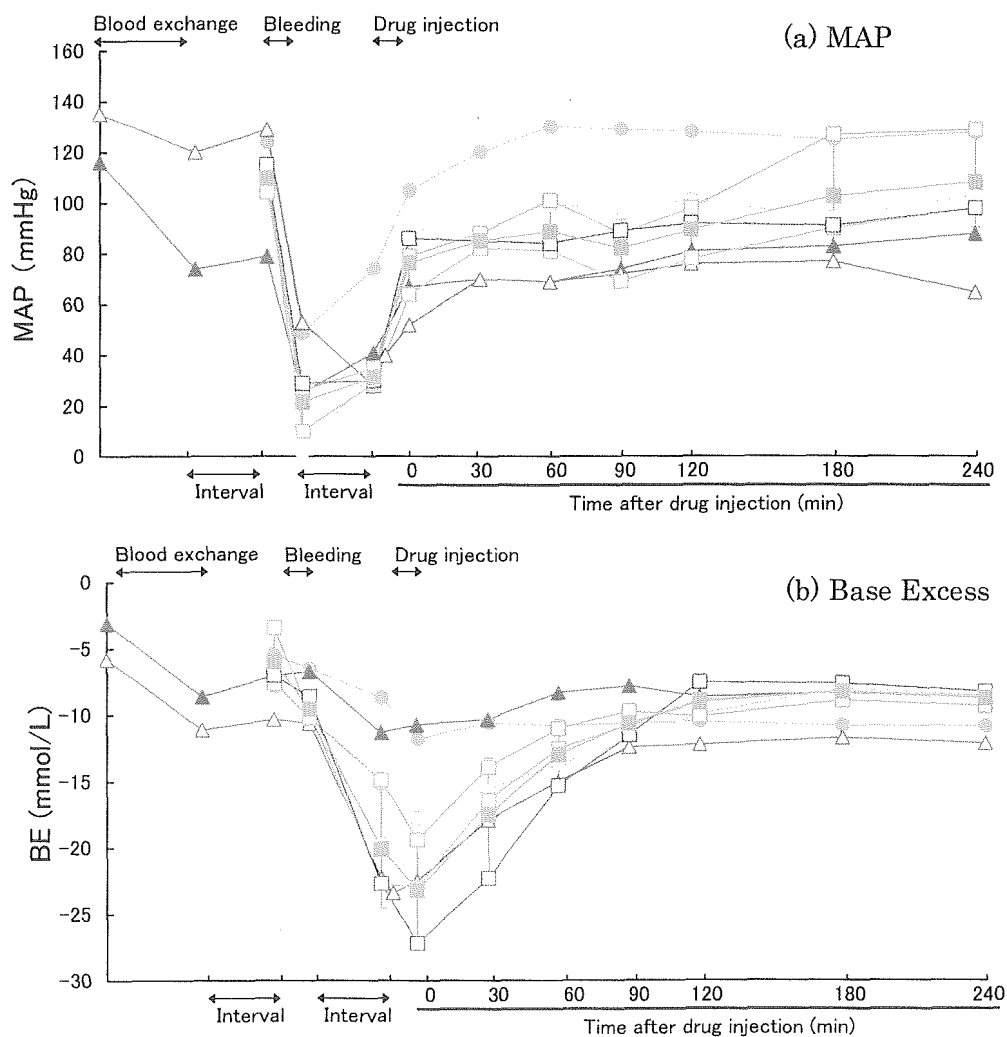 Blood exchange Bleeding Drug injection
(a) MAP
160
140
120
100
80
60
40
20
0
MAP (mmHg)
0 30 60 90 120 180 240
Interval Interval
Time after drug injection (min)
Blood exchange Bleeding Drug injection
(b) Base Excess
0
-5
-10
-15
-20
-25
-30
BE (mmol/L)
0 30 60 90 120 180 240
Interval Interval
Time after drug injection (min)